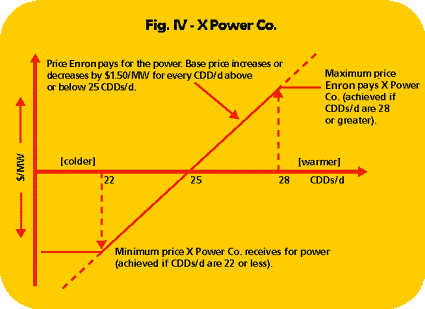 Fig. IV - X Power Co.
Price Enron pays for the power. Base price increases or
decreases by $1.50/MW for every CDD/d above
or below 25 CDDs/d.
Maximum price
Enron pays X Power
Co. (achieved if
CDDs/d are 28
or greater).
$/MW
[colder]
[warmer]
22
25
28
CDDs/d
Minimum price X Power Co. receives for power
(achieved if CDDs/d are 22 or less).